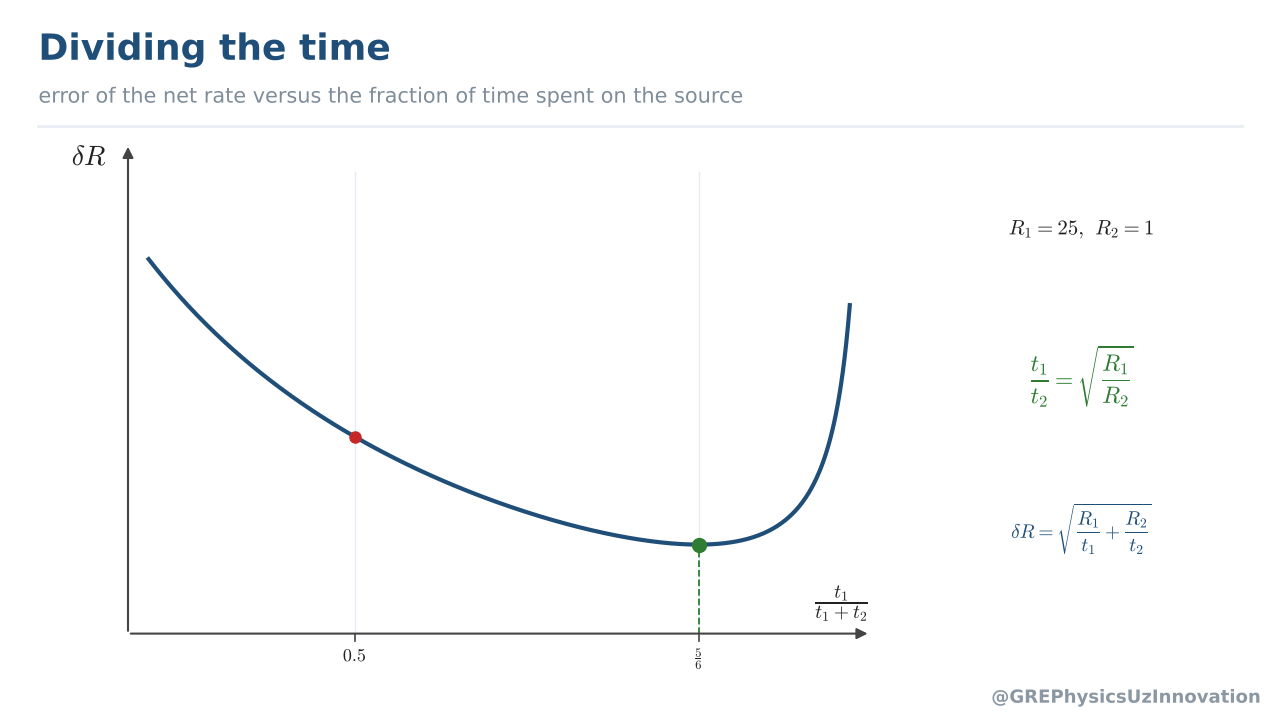 Dividing the time
error of the net rate versus the fraction of time spent on the source
δR
R₁ = 25, R₂ = 1
t₁/t₂ = √(R₁/R₂)
δR = √(R₁/t₁ + R₂/t₂)
t₁/(t₁ + t₂)
0.5
5/6
@GREPhysicsUzInnovation